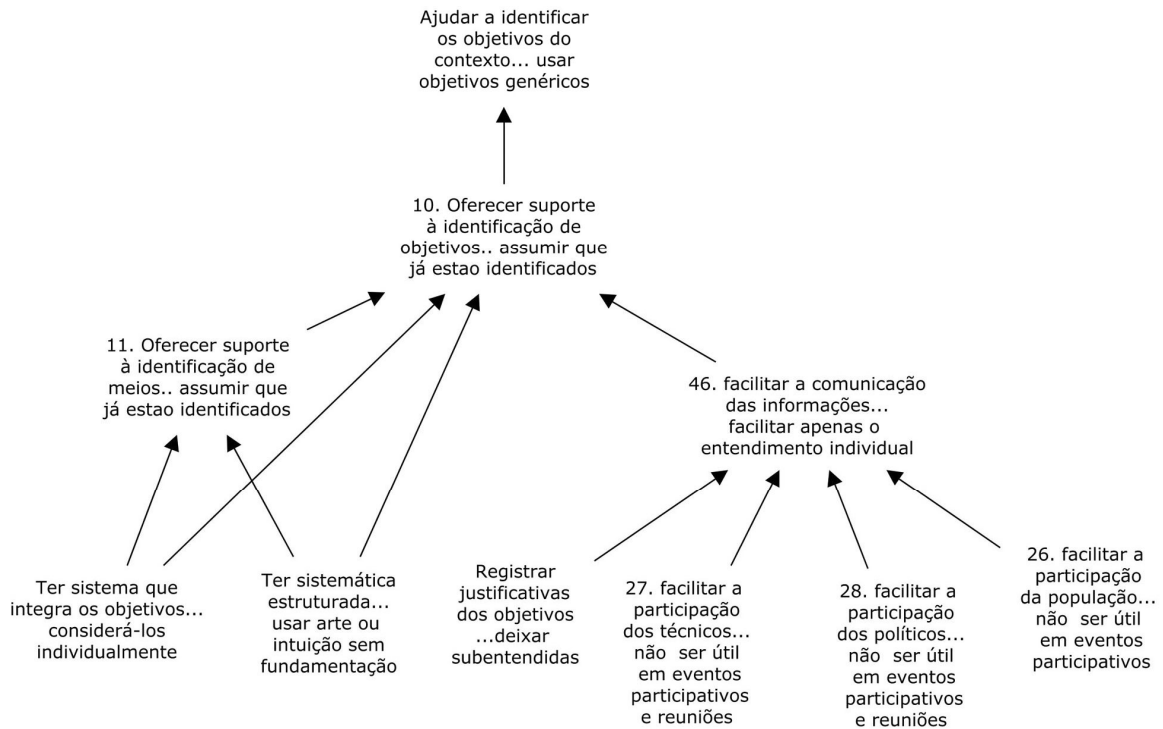 Ajudar a identificar
os objetivos do
contexto... usar
objetivos genéricos
10. Oferecer suporte
à identificação de
objetivos.. assumir que
já estao identificados
11. Oferecer suporte
à identificação de
meios.. assumir que
já estao identificados
46. facilitar a comunicação
das informações...
facilitar apenas o
entendimento individual
Ter sistema que
integra os objetivos...
considerá-los
individualmente
Ter sistemática
estruturada...
usar arte ou
intuição sem
fundamentação
Registrar
justificativas
dos objetivos
...deixar
subentendidas
27. facilitar a
participação
dos técnicos...
não ser útil
em eventos
participativos
e reuniões
28. facilitar a
participação
dos políticos...
não ser útil
em eventos
participativos
e reuniões
26. facilitar a
participação
da população...
não ser útil
em eventos
participativos